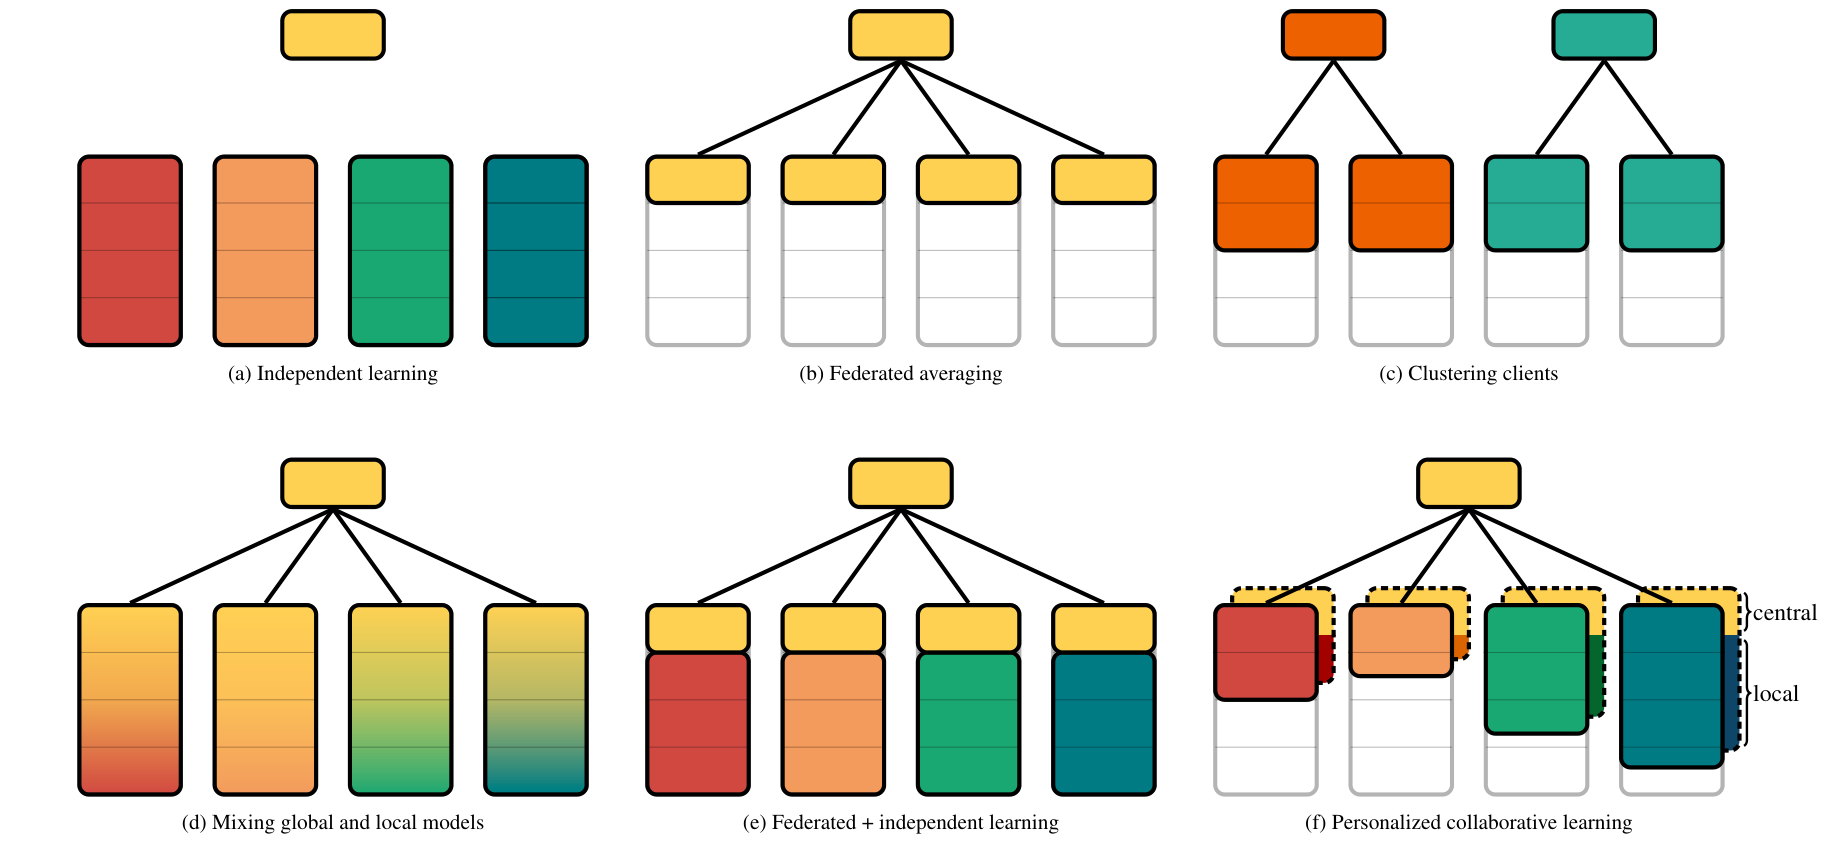 (a) Independent learning
(b) Federated averaging
(c) Clustering clients
central
local
(d) Mixing global and local models
(e) Federated + independent learning
(f) Personalized collaborative learning